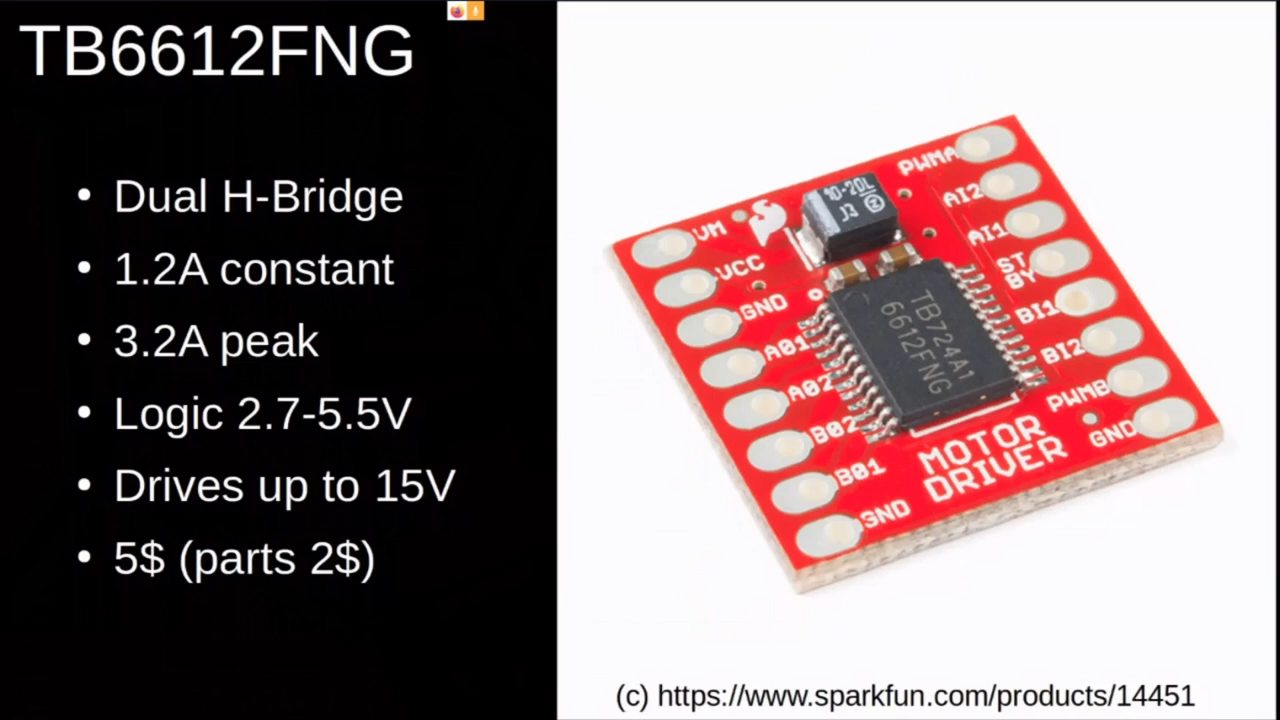 TB6612FNG
• Dual H-Bridge
• 1.2A constant
• 3.2A peak
• Logic 2.7-5.5V
• Drives up to 15V
• 5$ (parts 2$)
VM
VCC
GND
A01
A02
B02
B01
GND
10-20L
J3
TB724A1
6612FNG
PWMA
AI2
AI1
ST
BY
BI1
BI2
PWMB
GND
MOTOR
DRIVER
(c) https://www.sparkfun.com/products/14451